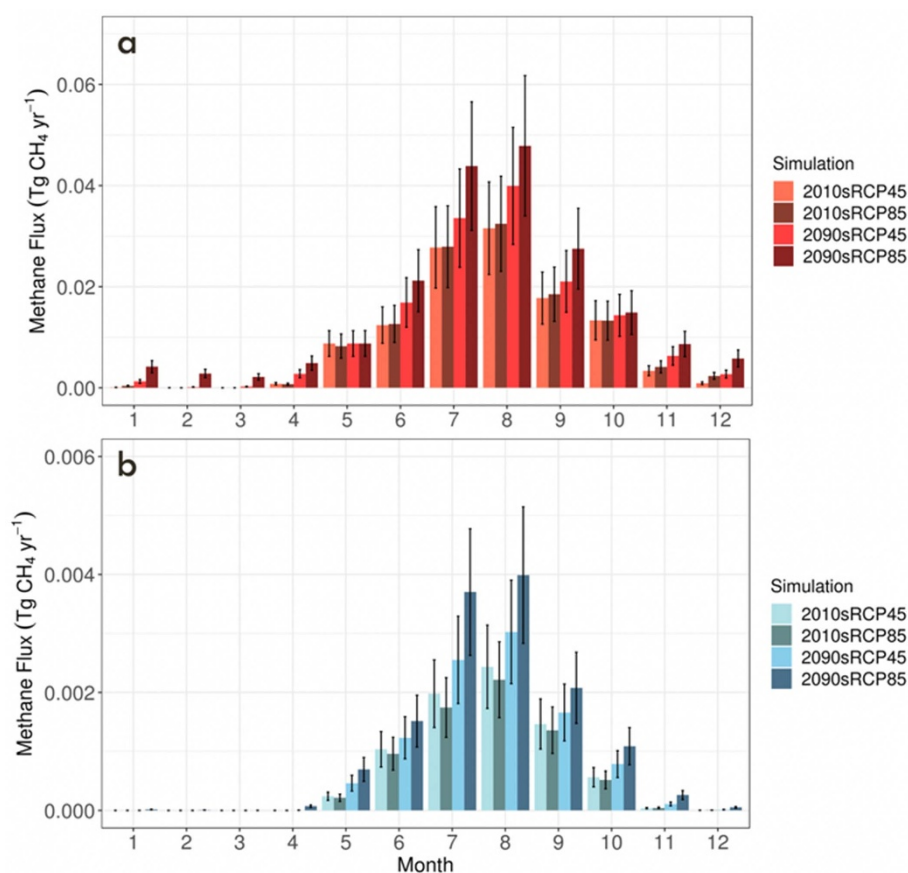 a
Methane Flux (Tg CH₄ yr⁻¹)
0.06
0.04
0.02
0.00
1 2 3 4 5 6 7 8 9 10 11 12
Simulation
2010sRCP45
2010sRCP85
2090sRCP45
2090sRCP85
b
Methane Flux (Tg CH₄ yr⁻¹)
0.006
0.004
0.002
0.000
1 2 3 4 5 6 7 8 9 10 11 12
Month
Simulation
2010sRCP45
2010sRCP85
2090sRCP45
2090sRCP85